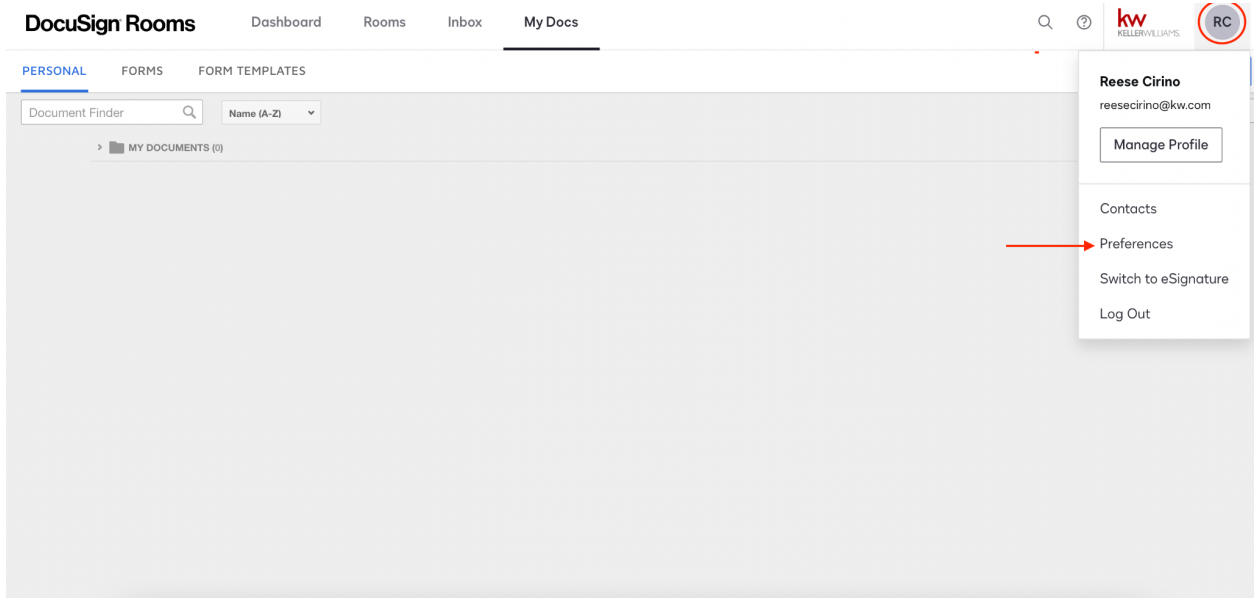 DocuSign Rooms Dashboard Rooms Inbox My Docs kw KELLERWILLIAMS. RC
PERSONAL FORMS FORM TEMPLATES
Reese Cirino
reesecirino@kw.com
Manage Profile
Document Finder Name (A-Z)
MY DOCUMENTS (0)
Contacts
Preferences
Switch to eSignature
Log Out